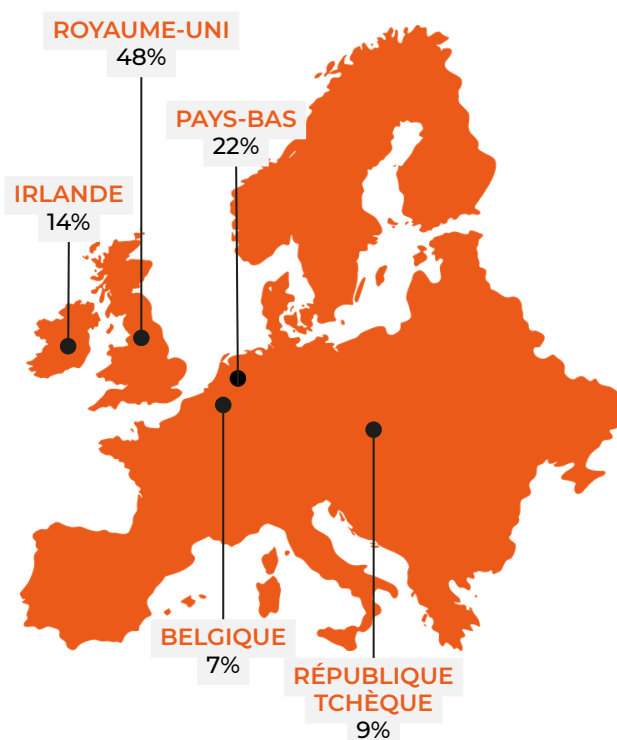 ROYAUME-UNI
48%
PAYS-BAS
22%
IRLANDE
14%
BELGIQUE
7%
RÉPUBLIQUE
TCHÈQUE
9%